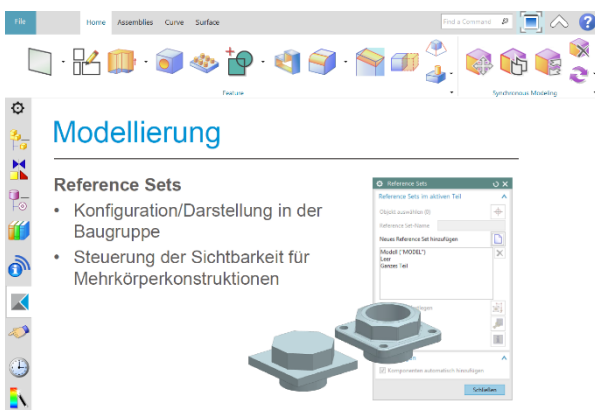 File
Home
Assemblies
Curve
Surface
Find a Command
Feature
Synchronous Modeling
Modellierung
Reference Sets
• Konfiguration/Darstellung in der
Baugruppe
• Steuerung der Sichtbarkeit für
Mehrkörperkonstruktionen
Reference Sets
Reference Sets im aktiven Teil
Objekt auswählen (0)
Reference Set-Name
Neues Reference Set hinzufügen
Modell ("MODEL")
Leer
Ganzes Teil
Komponenten automatisch hinzufügen
Schließen